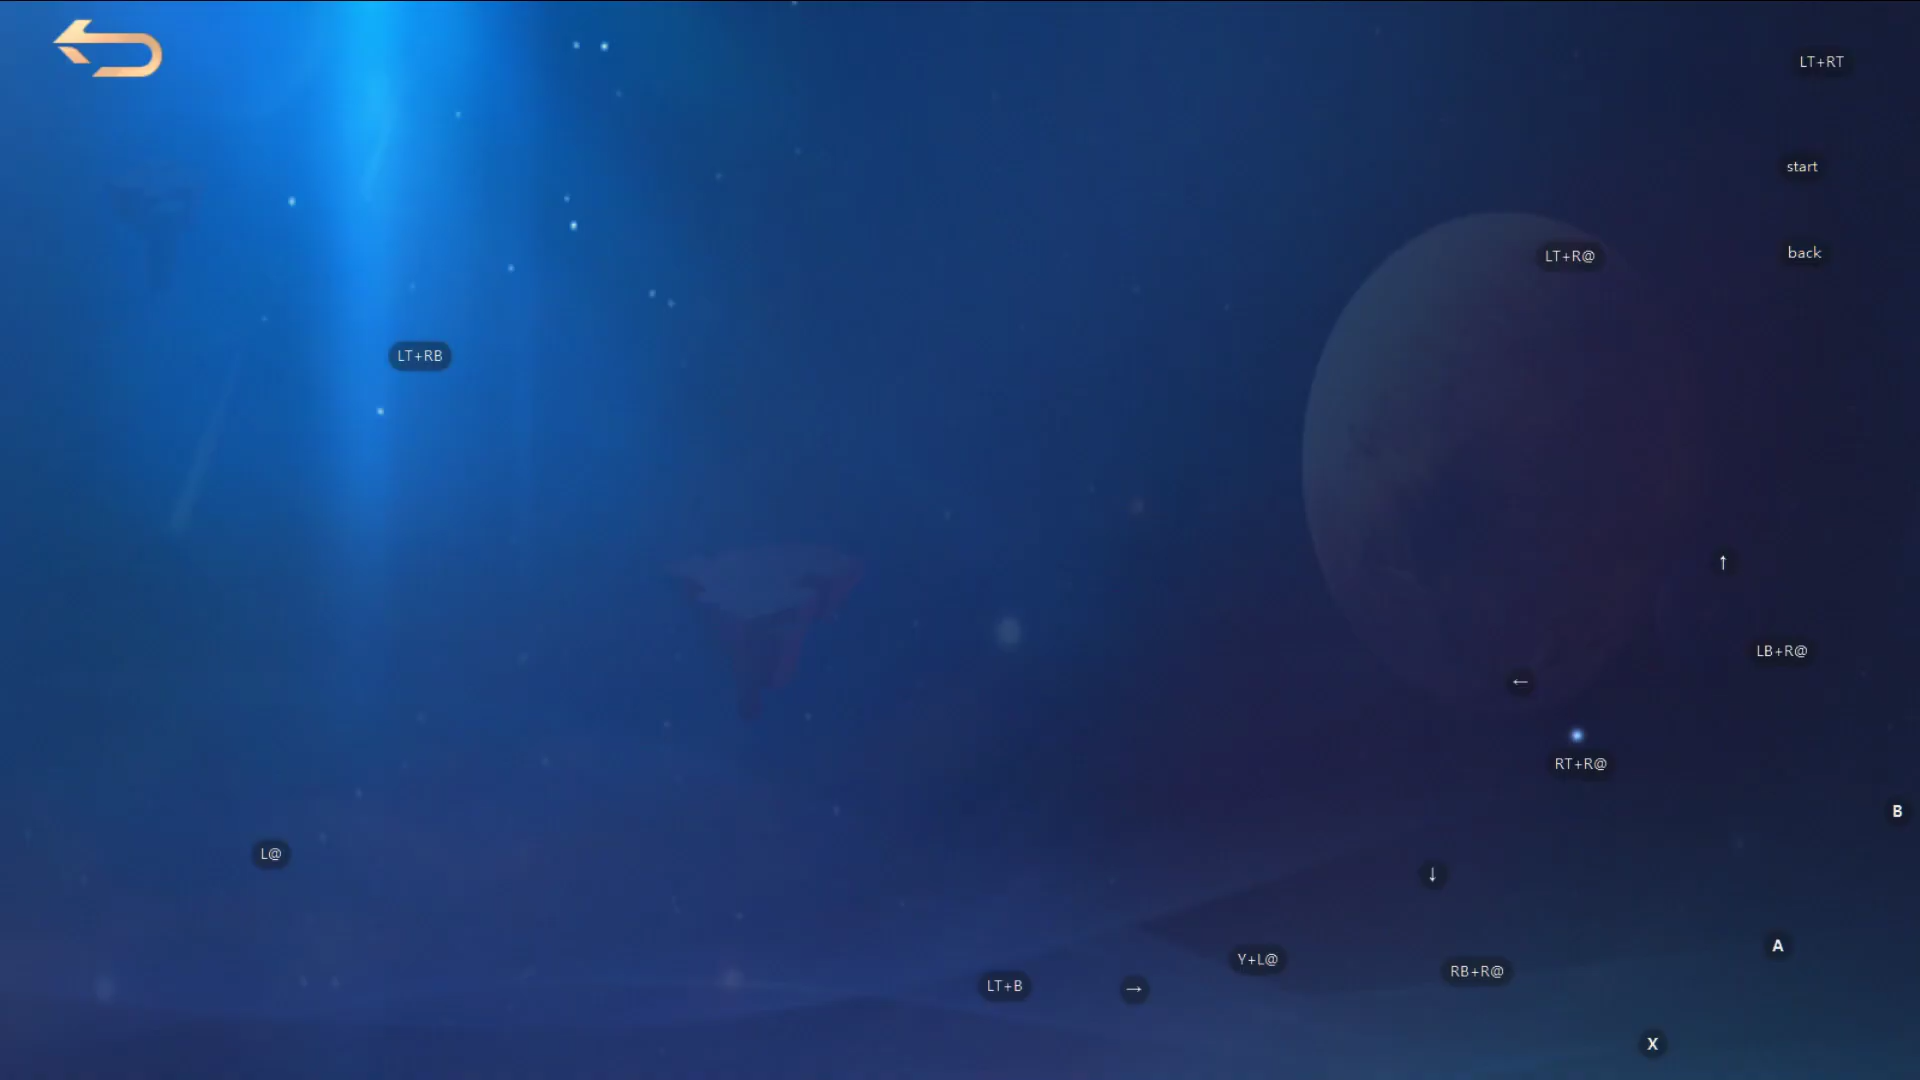 LT+RT
start
back
LT+R@
LT+RB
↑
LB+R@
←
RT+R@
B
L@
↓
A
Y+L@
RB+R@
LT+B
→
X